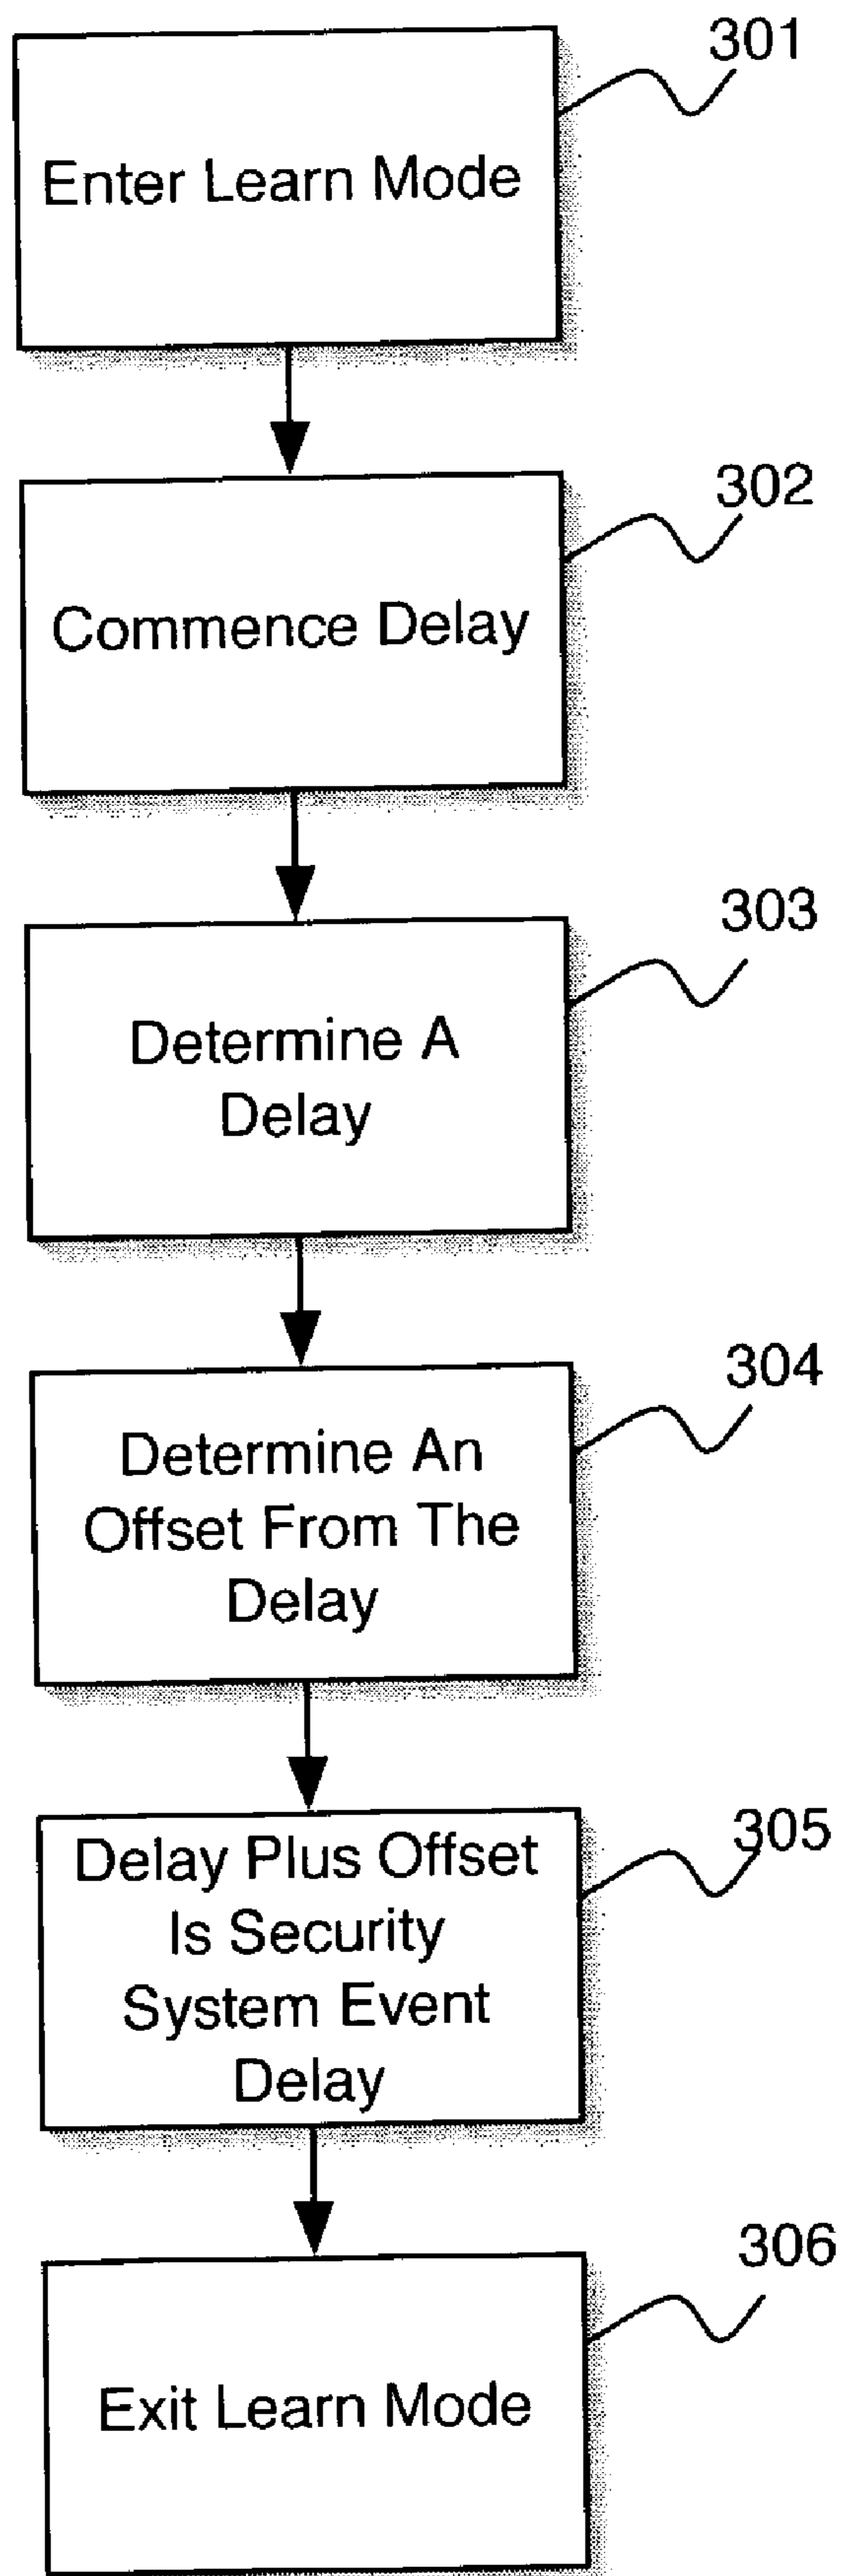 301
Enter Learn Mode
302
Commence Delay
303
Determine A
Delay
304
Determine An
Offset From The
Delay
305
Delay Plus Offset
Is Security
System Event
Delay
306
Exit Learn Mode